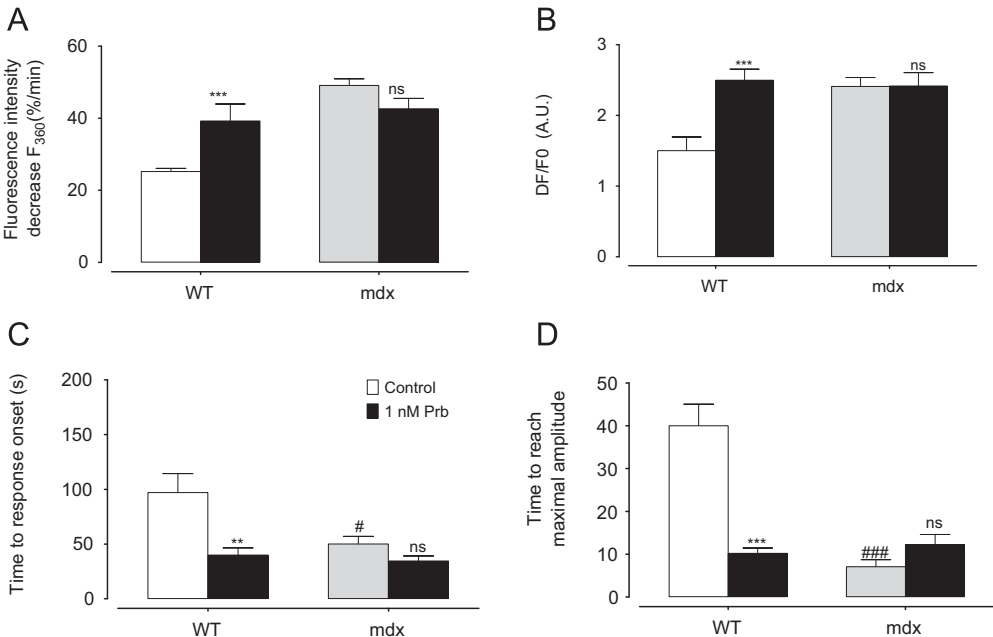 A
Fluorescence intensity
decrease F360(%/min)
60
40
20
0
***
ns
WT
mdx
B
DF/F0 (A.U.)
3
2
1
0
***
ns
WT
mdx
C
Time to response onset (s)
200
150
100
50
0
Control
1 nM Prb
**
#
ns
WT
mdx
D
Time to reach
maximal amplitude
50
40
30
20
10
0
***
###
ns
WT
mdx